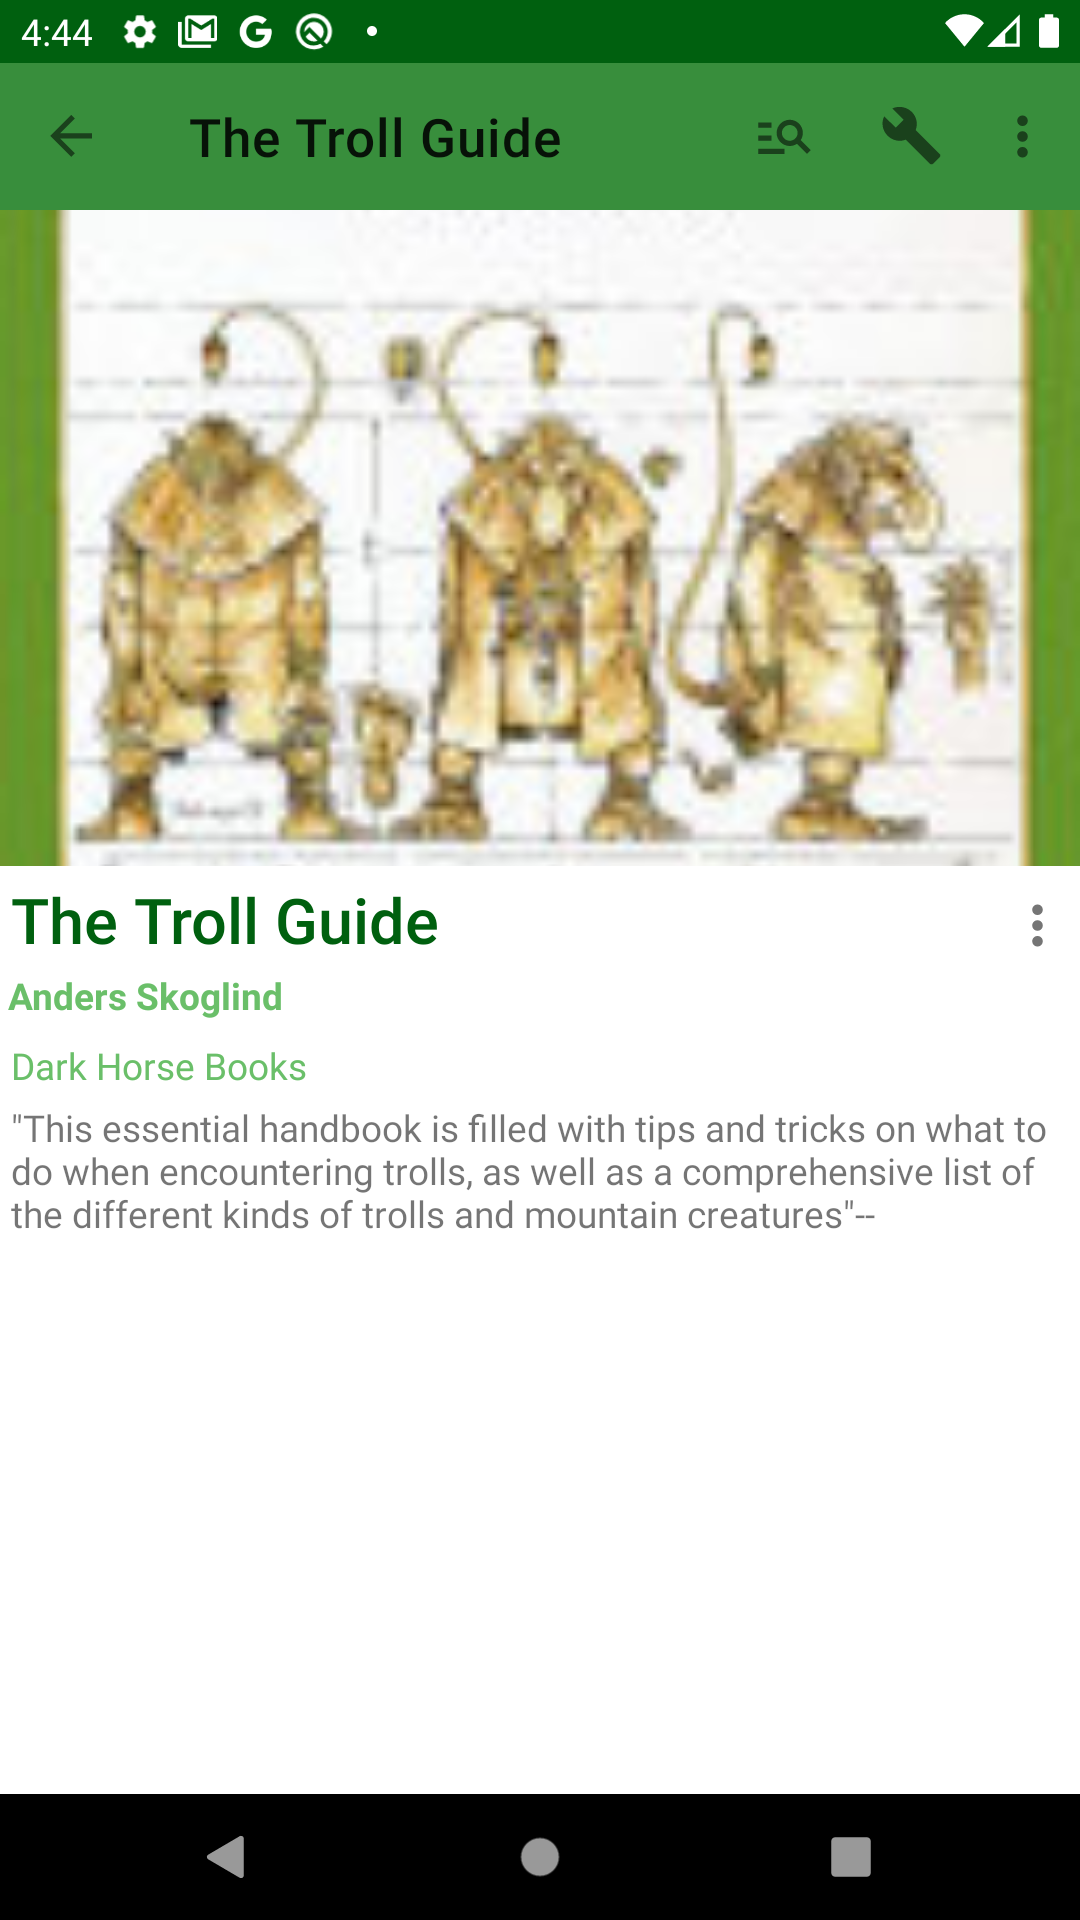 4:44
The Troll Guide
The Troll Guide
Anders Skoglind
Dark Horse Books
"This essential handbook is filled with tips and tricks on what to
do when encountering trolls, as well as a comprehensive list of
the different kinds of trolls and mountain creatures"--